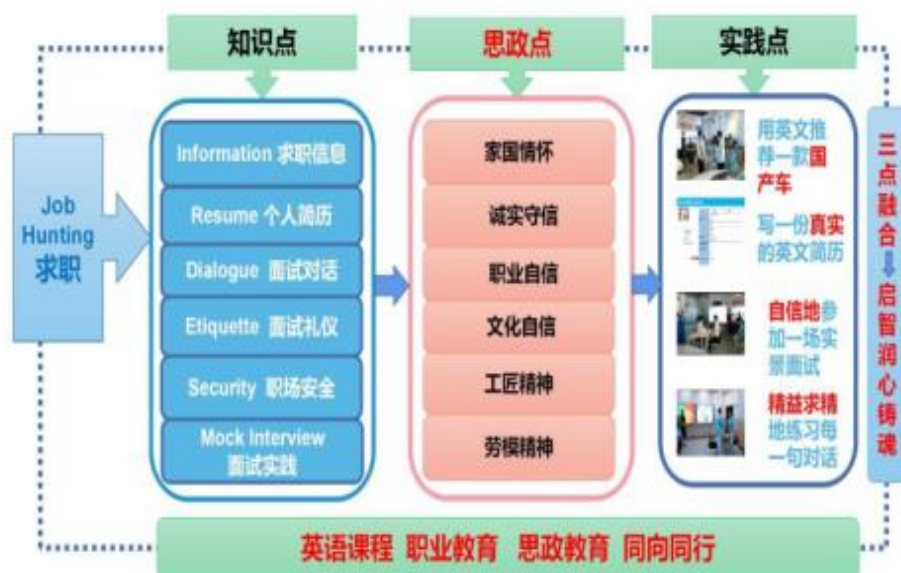 知识点
思政点
实践点
Job
Hunting
求职
Information 求职信息
Resume 个人简历
Dialogue 面试对话
Etiquette 面试礼仪
Security 职场安全
Mock Interview
面试实践
家国情怀
诚实守信
职业自信
文化自信
工匠精神
劳模精神
用英文推
荐一款国
产车
写一份真实
的英文简历
自信地参
加一场实
景面试
精益求精
地练习每
一句对话
三点融合
启智润心铸魂
英语课程 职业教育 思政教育 同向同行